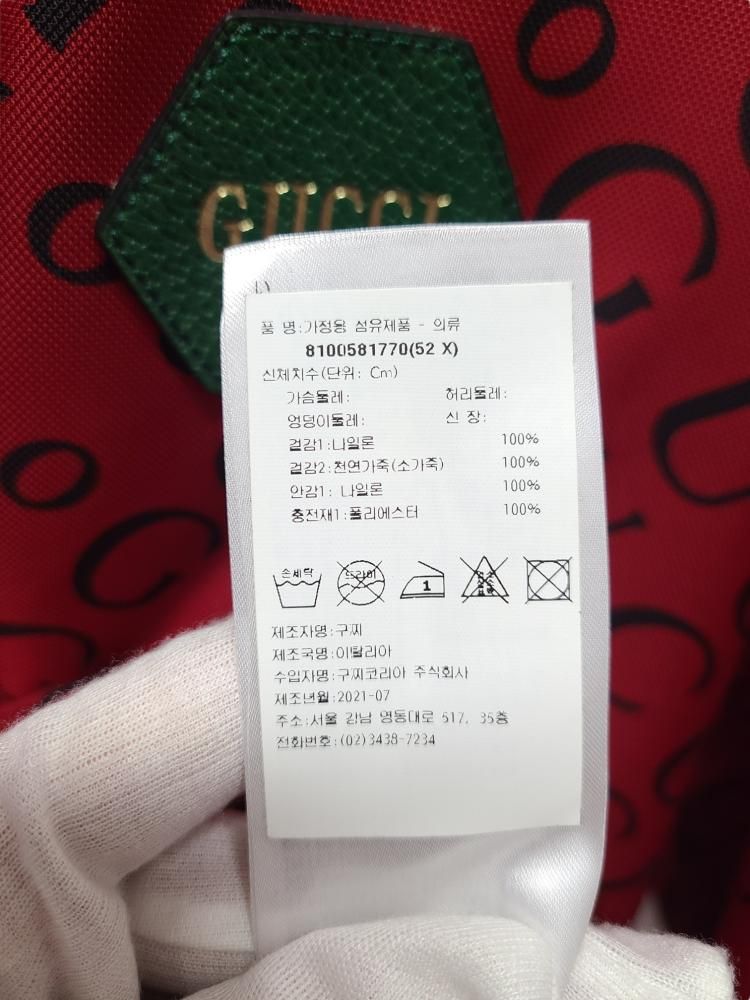 GUCCI
품 명:가정용 섬유제품 - 의류
8100581770(52 X)
신체치수(단위: Cm)
가슴둘레: 허리둘레:
엉덩이둘레: 신 장:
겉감1:나일론 100%
겉감2:천연가죽(소가죽) 100%
안감1: 나일론 100%
충전재1:폴리에스터 100%
손세탁 드라이 1
제조자명:구찌
제조국명:이탈리아
수입자명:구찌코리아 주식회사
제조년월:2021-07
주소:서울 강남 영동대로 517, 35층
전화번호:(02)3438-7234